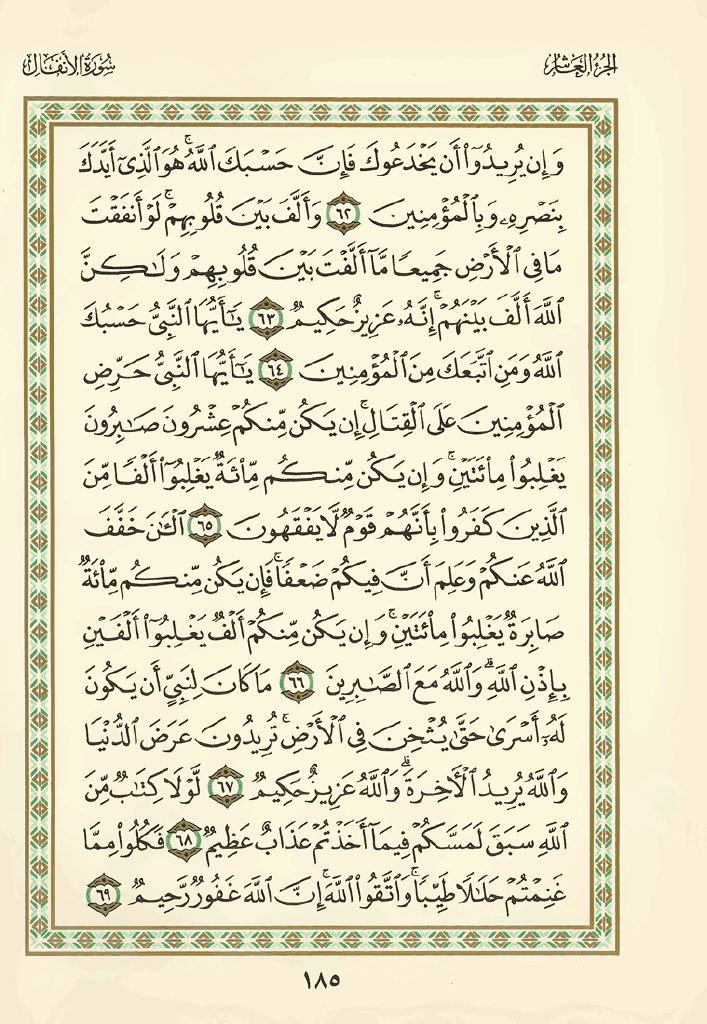 الجزء العاشر
سورة الأنفال
وَإِن يُرِيدُوٓا۟ أَن يَخْدَعُوكَ فَإِنَّ حَسْبَكَ ٱللَّهُ ۚ هُوَ ٱلَّذِىٓ أَيَّدَكَ
بِنَصْرِهِۦ وَبِٱلْمُؤْمِنِينَ ٦٢ وَأَلَّفَ بَيْنَ قُلُوبِهِمْ ۚ لَوْ أَنفَقْتَ
مَا فِى ٱلْأَرْضِ جَمِيعًا مَّآ أَلَّفْتَ بَيْنَ قُلُوبِهِمْ وَلَـٰكِنَّ
ٱللَّهَ أَلَّفَ بَيْنَهُمْ ۚ إِنَّهُۥ عَزِيزٌ حَكِيمٌ ٦٣ يَـٰٓأَيُّهَا ٱلنَّبِىُّ حَسْبُكَ
ٱللَّهُ وَمَنِ ٱتَّبَعَكَ مِنَ ٱلْمُؤْمِنِينَ ٦٤ يَـٰٓأَيُّهَا ٱلنَّبِىُّ حَرِّضِ
ٱلْمُؤْمِنِينَ عَلَى ٱلْقِتَالِ ۚ إِن يَكُن مِّنكُمْ عِشْرُونَ صَـٰبِرُونَ
يَغْلِبُوا۟ مِا۟ئَتَيْنِ ۚ وَإِن يَكُن مِّنكُم مِّا۟ئَةٌ يَغْلِبُوٓا۟ أَلْفًا مِّنَ
ٱلَّذِينَ كَفَرُوا۟ بِأَنَّهُمْ قَوْمٌ لَّا يَفْقَهُونَ ٦٥ ٱلْـَٔـٰنَ خَفَّفَ
ٱللَّهُ عَنكُمْ وَعَلِمَ أَنَّ فِيكُمْ ضَعْفًا ۚ فَإِن يَكُن مِّنكُم مِّا۟ئَةٌ
صَابِرَةٌ يَغْلِبُوا۟ مِا۟ئَتَيْنِ ۚ وَإِن يَكُن مِّنكُمْ أَلْفٌ يَغْلِبُوٓا۟ أَلْفَيْنِ
بِإِذْنِ ٱللَّهِ ۗ وَٱللَّهُ مَعَ ٱلصَّـٰبِرِينَ ٦٦ مَا كَانَ لِنَبِىٍّ أَن يَكُونَ
لَهُۥٓ أَسْرَىٰ حَتَّىٰ يُثْخِنَ فِى ٱلْأَرْضِ ۚ تُرِيدُونَ عَرَضَ ٱلدُّنْيَا
وَٱللَّهُ يُرِيدُ ٱلْـَٔاخِرَةَ ۗ وَٱللَّهُ عَزِيزٌ حَكِيمٌ ٦٧ لَّوْلَا كِتَـٰبٌ مِّنَ
ٱللَّهِ سَبَقَ لَمَسَّكُمْ فِيمَآ أَخَذْتُمْ عَذَابٌ عَظِيمٌ ٦٨ فَكُلُوا۟ مِمَّا
غَنِمْتُمْ حَلَـٰلًا طَيِّبًا ۚ وَٱتَّقُوا۟ ٱللَّهَ ۚ إِنَّ ٱللَّهَ غَفُورٌ رَّحِيمٌ ٦٩
١٨٥